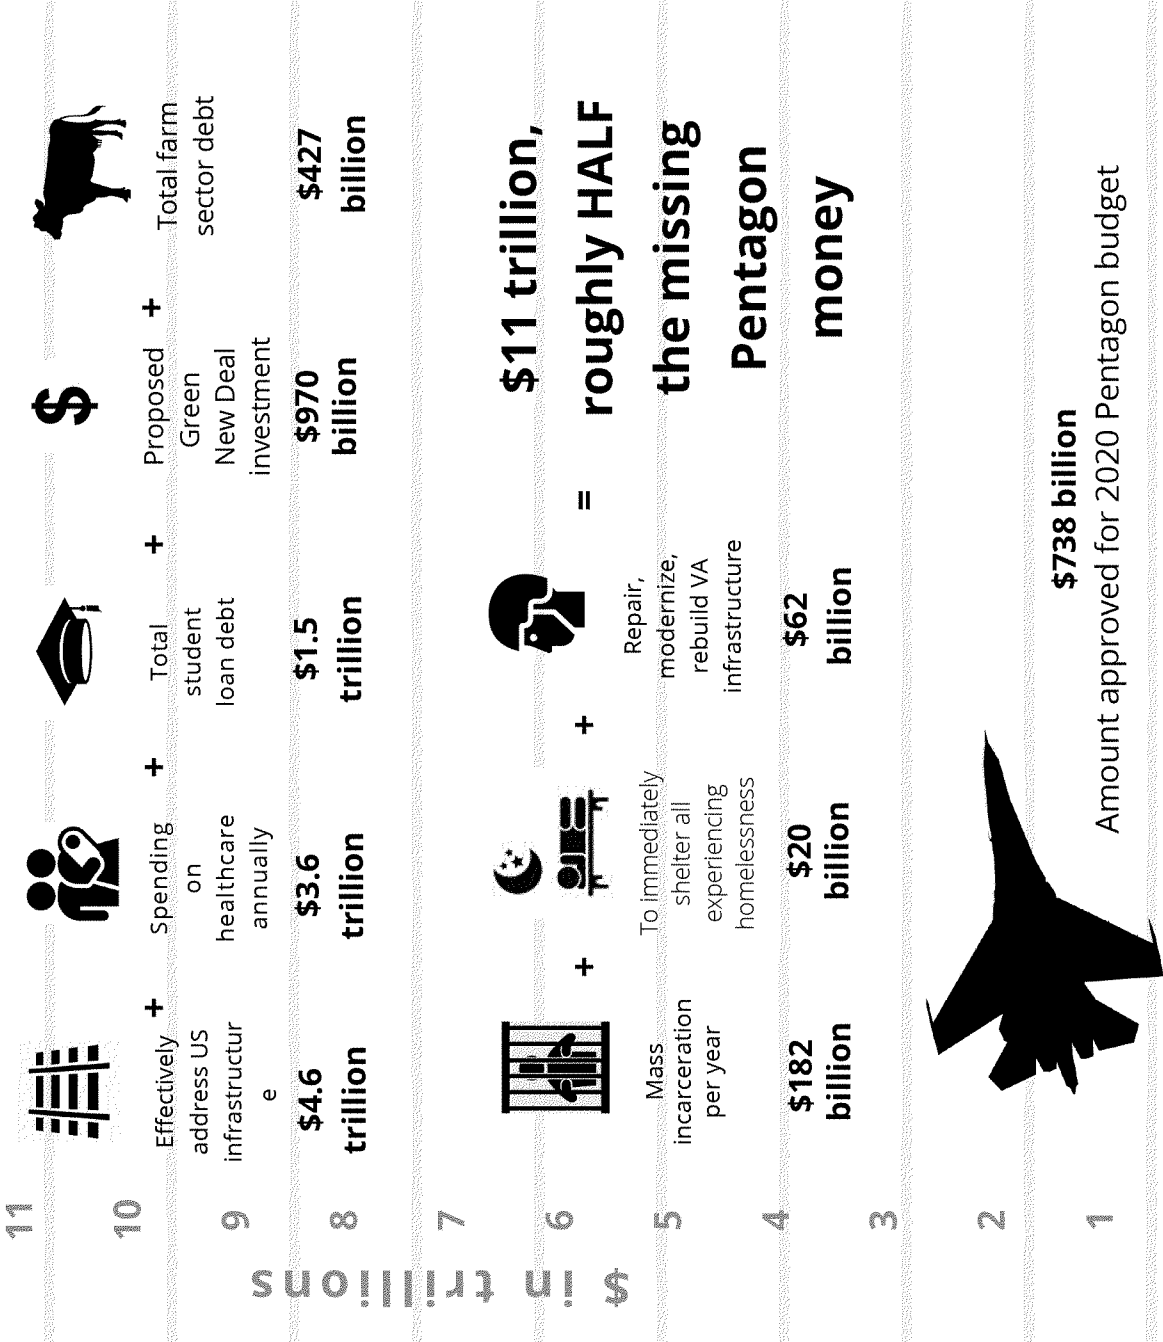 11
10
9
8
7
6
5
4
3
2
1
$ in trillions
Effectively
address US
infrastructur
e
$4.6
trillion
+
Spending
on
healthcare
annually
$3.6
trillion
+
Total
student
loan debt
$1.5
trillion
+
Proposed
Green
New Deal
investment
$970
billion
+
Total farm
sector debt
$427
billion
Mass
incarceration
per year
$182
billion
+
To immediately
shelter all
experiencing
homelessness
$20
billion
+
Repair,
modernize,
rebuild VA
infrastructure
$62
billion
=
$11 trillion,
roughly HALF
the missing
Pentagon
money
$738 billion
Amount approved for 2020 Pentagon budget